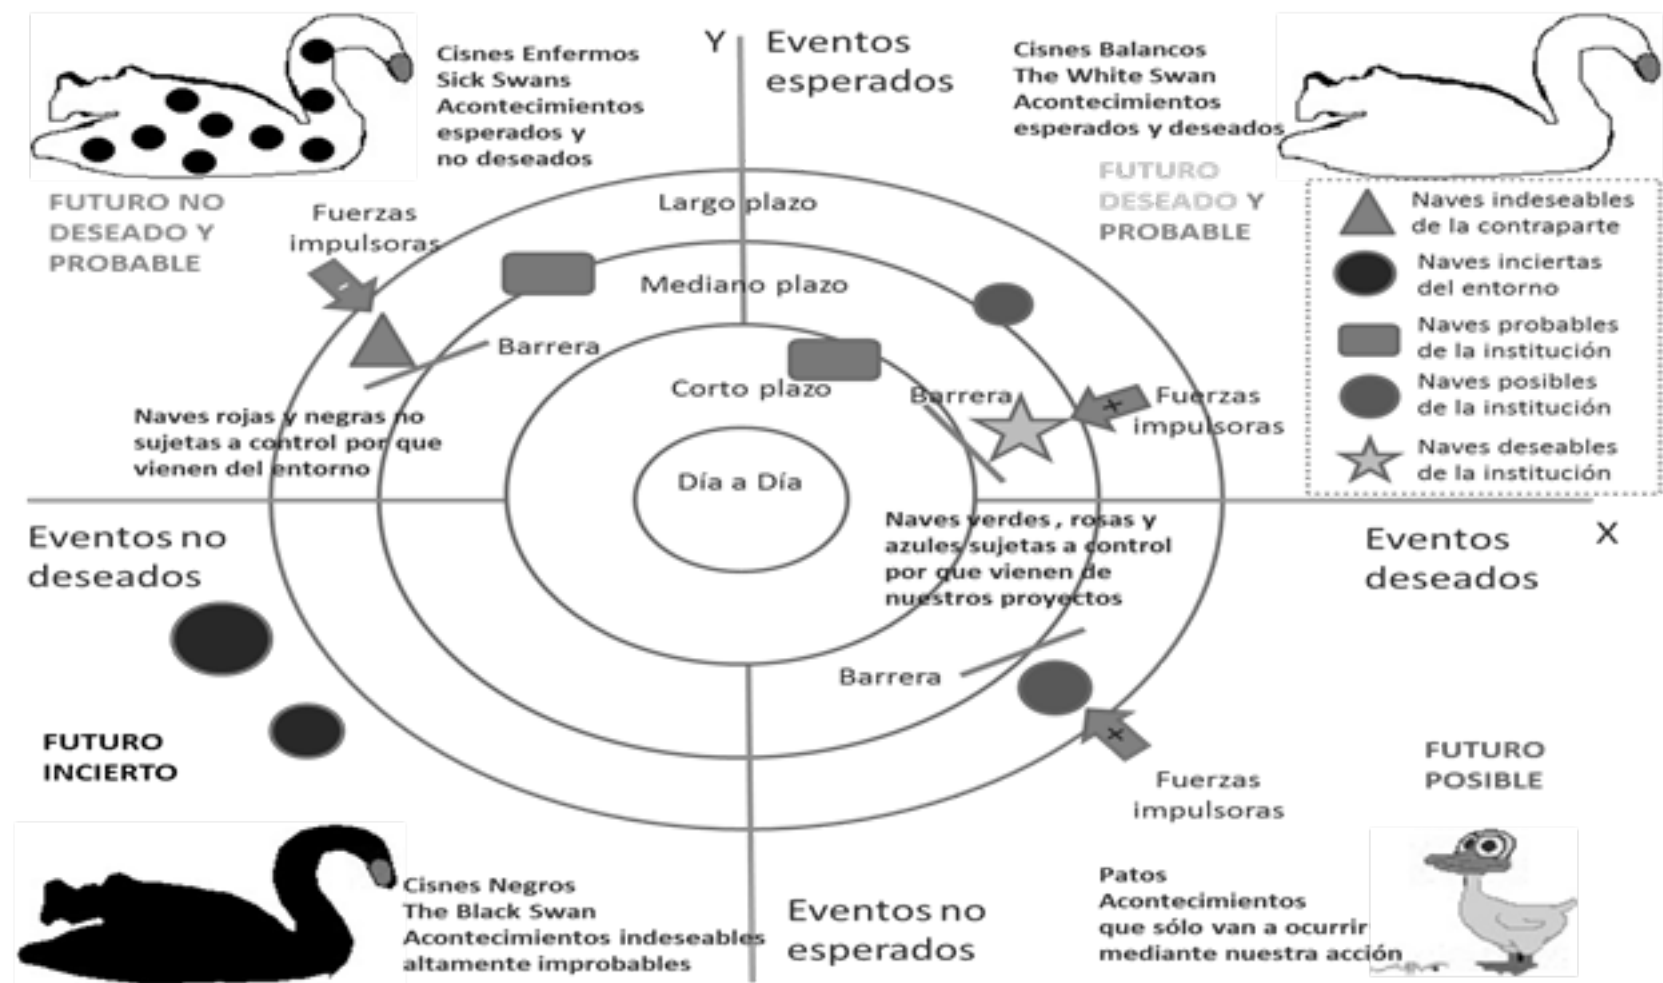 Cisnes Enfermos
Sick Swans
Acontecimientos
esperados y
no deseados
Y
Eventos
esperados
Cisnes Balancos
The White Swan
Acontecimientos
esperados y deseados
FUTURO NO
DESEADO Y
PROBABLE
Fuerzas
impulsoras
Largo plazo
FUTURO
DESEADO Y
PROBABLE
Naves indeseables
de la contraparte
Naves inciertas
del entorno
Naves probables
de la institución
Naves posibles
de la institución
Naves deseables
de la institución
Mediano plazo
Barrera
Corto plazo
Barrera
Fuerzas
impulsoras
Naves rojas y negras no
sujetas a control por que
vienen del entorno
Día a Día
Eventos no
deseados
Naves verdes , rosas y
azules sujetas a control
por que vienen de
nuestros proyectos
Eventos
deseados
X
Barrera
FUTURO
INCIERTO
Fuerzas
impulsoras
FUTURO
POSIBLE
Cisnes Negros
The Black Swan
Acontecimientos indeseables
altamente improbables
Eventos no
esperados
Patos
Acontecimientos
que sólo van a ocurrir
mediante nuestra acción